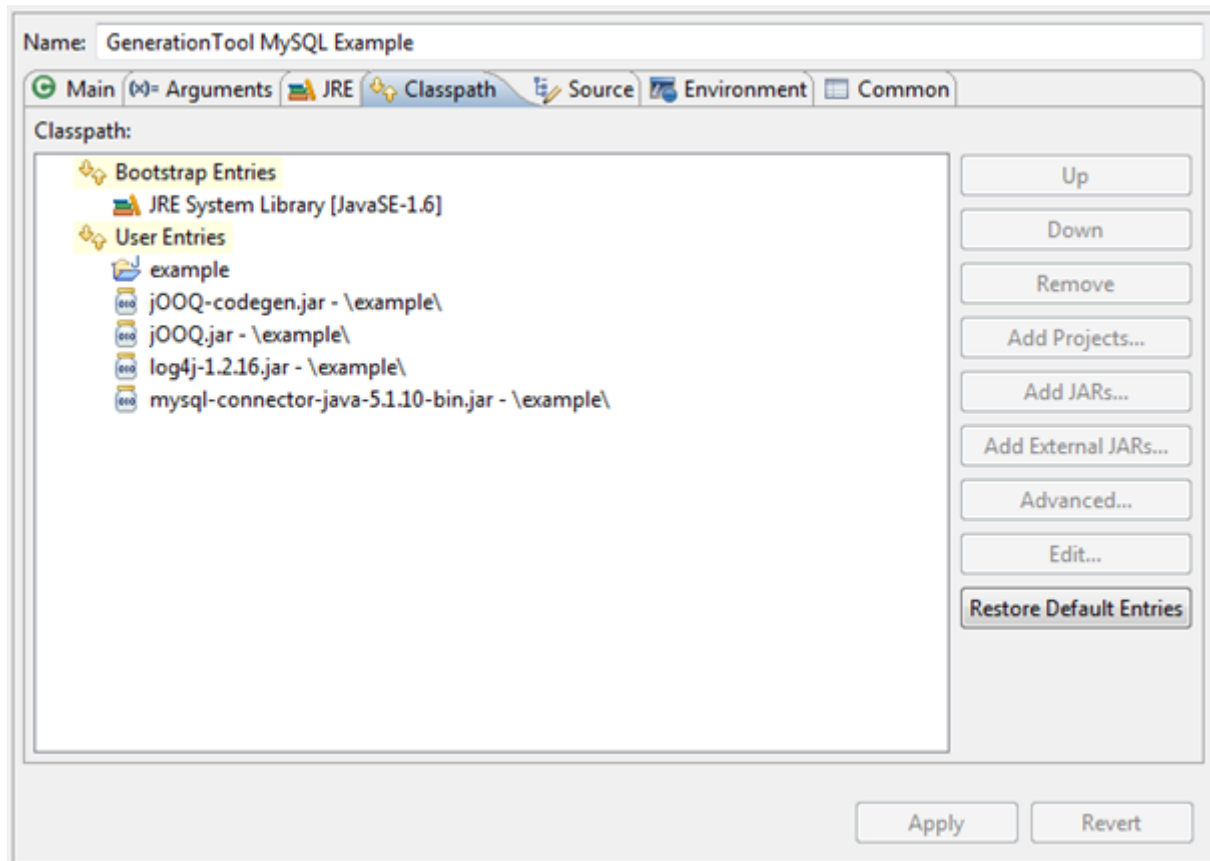 Name: GenerationTool MySQL Example
Main (x)= Arguments JRE Classpath Source Environment Common
Classpath:
Bootstrap Entries
JRE System Library [JavaSE-1.6]
User Entries
example
jOOQ-codegen.jar - \example\
jOOQ.jar - \example\
log4j-1.2.16.jar - \example\
mysql-connector-java-5.1.10-bin.jar - \example\
Up
Down
Remove
Add Projects...
Add JARs...
Add External JARs...
Advanced...
Edit...
Restore Default Entries
Apply Revert